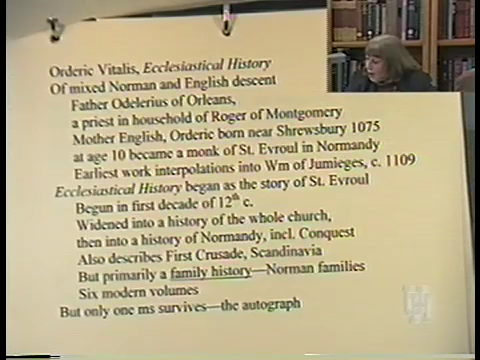 Orderic Vitalis, Ecclesiastical History
Of mixed Norman and English descent
Father Odelerius of Orleans,
a priest in household of Roger of Montgomery
Mother English, Orderic born near Shrewsbury 1075
at age 10 became a monk of St. Evroul in Normandy
Earliest work interpolations into Wm of Jumieges, c. 1109
Ecclesiastical History began as the story of St. Evroul
Begun in first decade of 12th c.
Widened into a history of the whole church,
then into a history of Normandy, incl. Conquest
Also describes First Crusade, Scandinavia
But primarily a family history—Norman families
Six modern volumes
But only one ms survives—the autograph